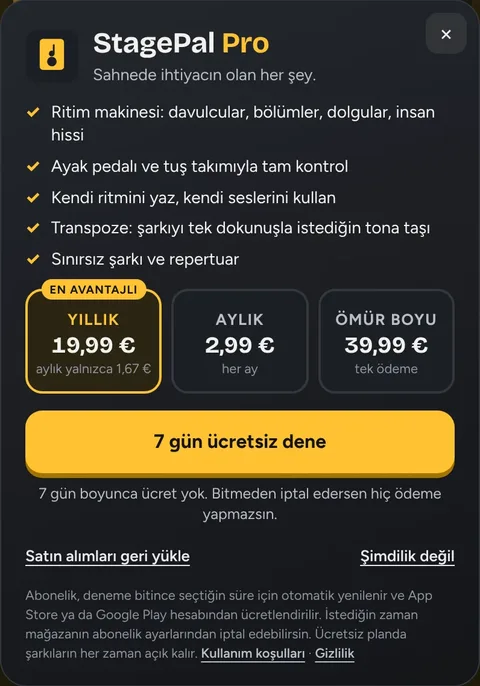 StagePal Pro
Sahnede ihtiyacın olan her şey.
Ritim makinesi: davulcular, bölümler, dolgular, insan
hissi
Ayak pedalı ve tuş takımıyla tam kontrol
Kendi ritmini yaz, kendi seslerini kullan
Transpoze: şarkıyı tek dokunuşla istediğin tona taşı
Sınırsız şarkı ve repertuar
EN AVANTAJLI
YILLIK
19,99 €
aylık yalnızca 1,67 €
AYLIK
2,99 €
her ay
ÖMÜR BOYU
39,99 €
tek ödeme
7 gün ücretsiz dene
7 gün boyunca ücret yok. Bitmeden iptal edersen hiç ödeme
yapmazsın.
Satın alımları geri yükle
Şimdilik değil
Abonelik, deneme bitince seçtiğin süre için otomatik yenilenir ve App
Store ya da Google Play hesabından ücretlendirilir. İstediğin zaman
mağazanın abonelik ayarlarından iptal edebilirsin. Ücretsiz planda
şarkıların her zaman açık kalır. Kullanım koşulları · Gizlilik